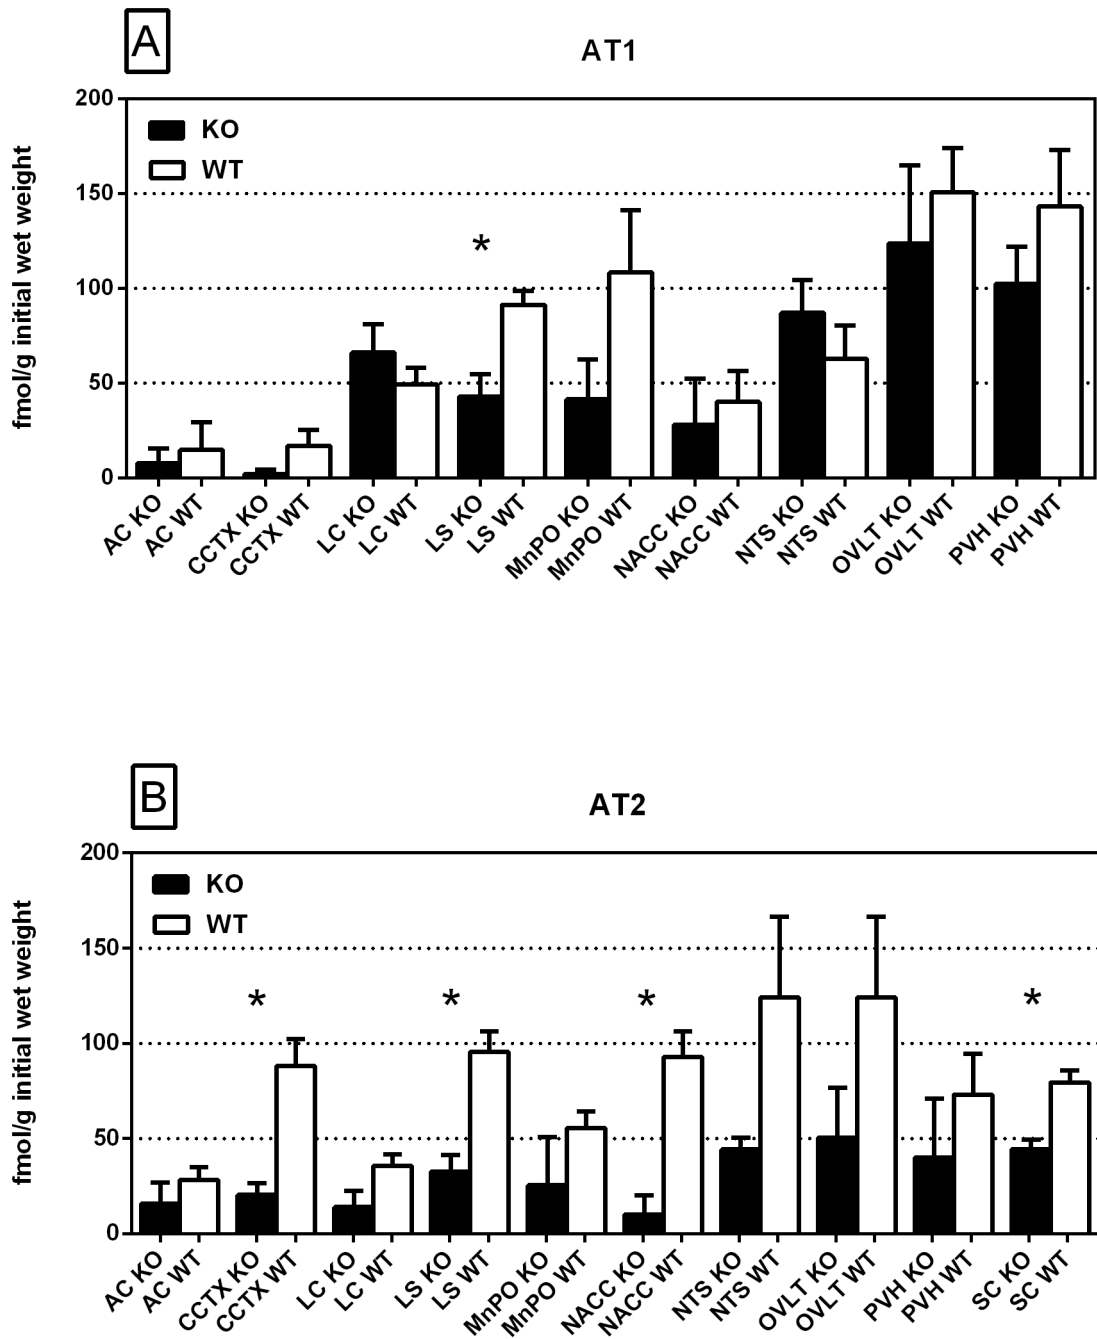 A
AT1
fmol/g initial wet weight
200
150
100
50
0
KO
WT
*
AC KO
AC WT
CCTX KO
CCTX WT
LC KO
LC WT
LS KO
LS WT
MnPO KO
MnPO WT
NACC KO
NACC WT
NTS KO
NTS WT
OVLT KO
OVLT WT
PVH KO
PVH WT
B
AT2
fmol/g initial wet weight
200
150
100
50
0
KO
WT
* * * *
AC KO
AC WT
CCTX KO
CCTX WT
LC KO
LC WT
LS KO
LS WT
MnPO KO
MnPO WT
NACC KO
NACC WT
NTS KO
NTS WT
OVLT KO
OVLT WT
PVH KO
PVH WT
SC KO
SC WT